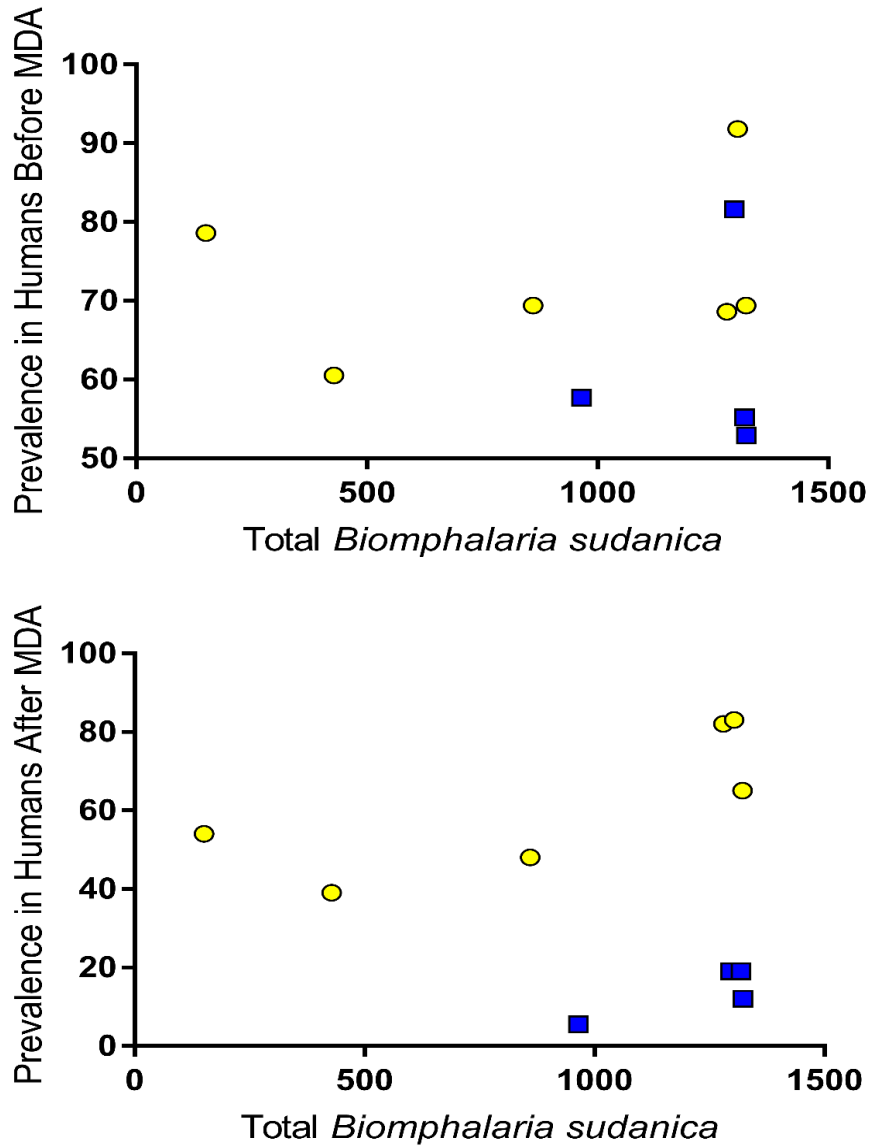 Prevalence in Humans Before MDA
100
90
80
70
60
50
0 500 1000 1500
Total Biomphalaria sudanica
Prevalence in Humans After MDA
100
80
60
40
20
0
0 500 1000 1500
Total Biomphalaria sudanica